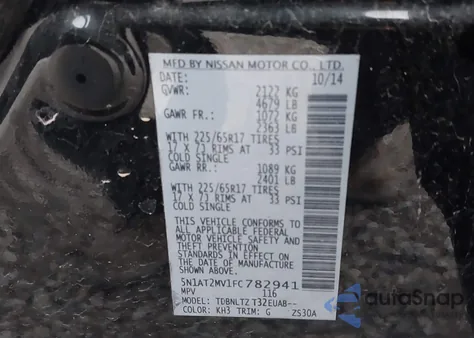 MFD BY NISSAN MOTOR CO., LTD.
DATE: 10/14
GVWR: 2122 KG
4679 LB
GAWR FR.: 1072 KG
2363 LB
WITH 225/65R17 TIRES
17 X 7J RIMS AT 33 PSI
COLD SINGLE
GAWR RR.: 1089 KG
2401 LB
WITH 225/65R17 TIRES
17 X 7J RIMS AT 33 PSI
COLD SINGLE
THIS VEHICLE CONFORMS TO
ALL APPLICABLE FEDERAL
MOTOR VEHICLE SAFETY AND
THEFT PREVENTION
STANDARDS IN EFFECT ON
THE DATE OF MANUFACTURE
SHOWN ABOVE.
5N1AT2MV1FC782941
MPV 116
MODEL: TDBNLTZ T32EUAB--
COLOR: KH3 TRIM: G ZS30A
AutoSnap